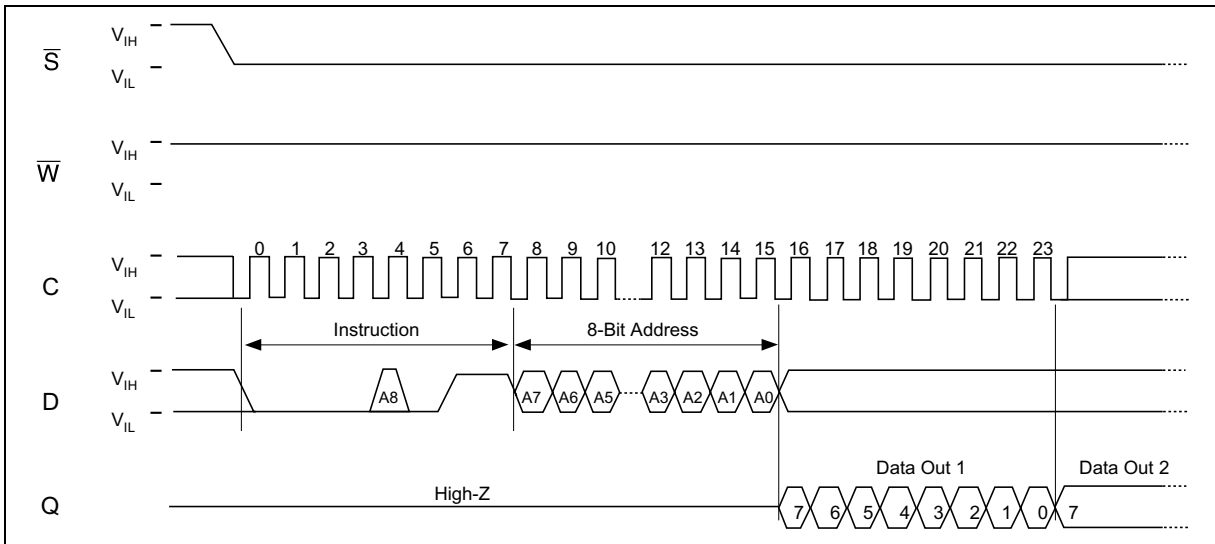 S̅
V_IH
V_IL
W̅
V_IH
V_IL
C
V_IH
V_IL
0 1 2 3 4 5 6 7 8 9 10 12 13 14 15 16 17 18 19 20 21 22 23
Instruction
8-Bit Address
D
V_IH
V_IL
A8
A7 A6 A5 A3 A2 A1 A0
Data Out 1
Data Out 2
Q
High-Z
7 6 5 4 3 2 1 0 7